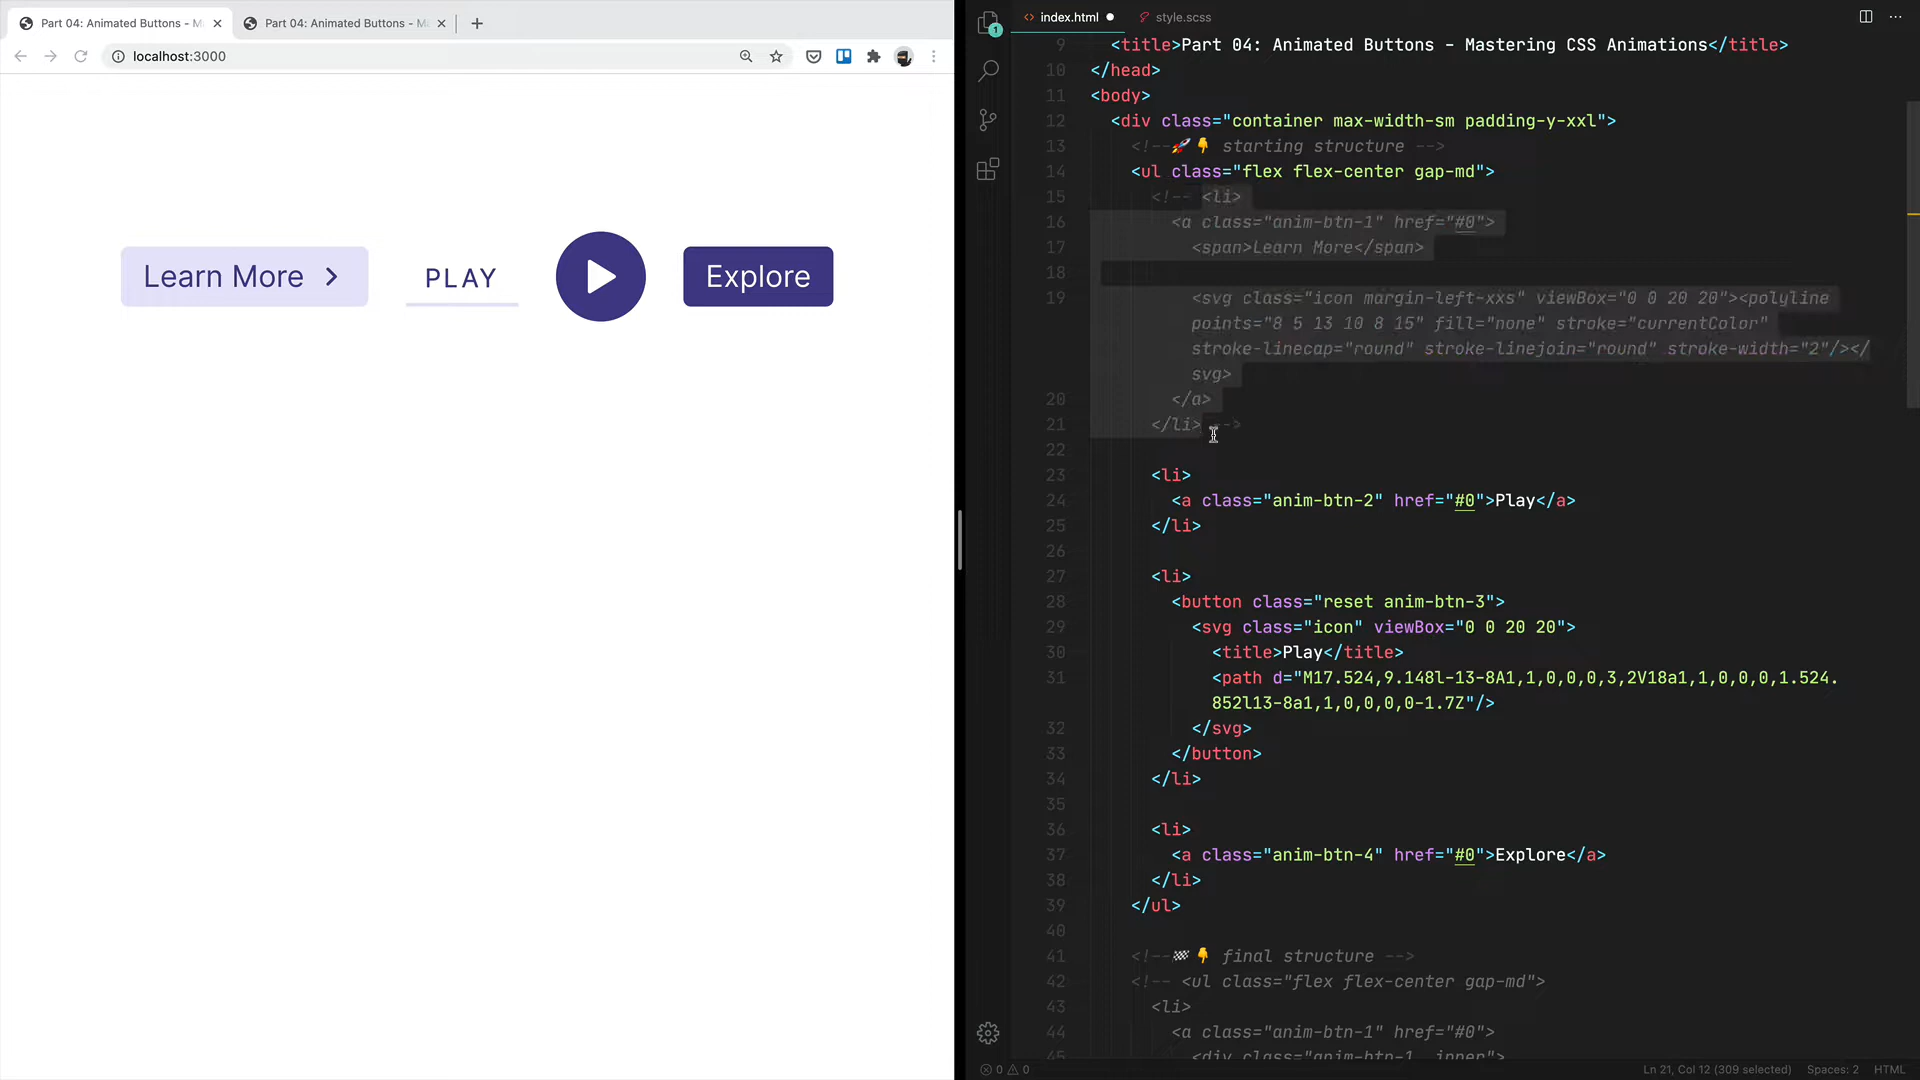 Part 04: Animated Buttons - M
Part 04: Animated Buttons - M
localhost:3000
Learn More
PLAY
Explore
1
index.html
style.scss
9 <title>Part 04: Animated Buttons - Mastering CSS Animations</title>
10 </head>
11 <body>
12 <div class="container max-width-sm padding-y-xxl">
13 <!--🚀👇 starting structure -->
14 <ul class="flex flex-center gap-md">
15 <!-- <li>
16 <a class="anim-btn-1" href="#0">
17 <span>Learn More</span>
18
19 <svg class="icon margin-left-xxs" viewBox="0 0 20 20"><polyline
points="8 5 13 10 8 15" fill="none" stroke="currentColor"
stroke-linecap="round" stroke-linejoin="round" stroke-width="2"/></
svg>
20 </a>
21 </li> -->
22
23 <li>
24 <a class="anim-btn-2" href="#0">Play</a>
25 </li>
26
27 <li>
28 <button class="reset anim-btn-3">
29 <svg class="icon" viewBox="0 0 20 20">
30 <title>Play</title>
31 <path d="M17.524,9.148l-13-8A1,1,0,0,0,3,2V18a1,1,0,0,0,1.524.
852l13-8a1,1,0,0,0,0-1.7Z"/>
32 </svg>
33 </button>
34 </li>
35
36 <li>
37 <a class="anim-btn-4" href="#0">Explore</a>
38 </li>
39 </ul>
40
41 <!--🏁👇 final structure -->
42 <!-- <ul class="flex flex-center gap-md">
43 <li>
44 <a class="anim-btn-1" href="#0">
45 <div class="anim-btn-1__inner">
0 0
Ln 21, Col 12 (309 selected)
Spaces: 2
HTML